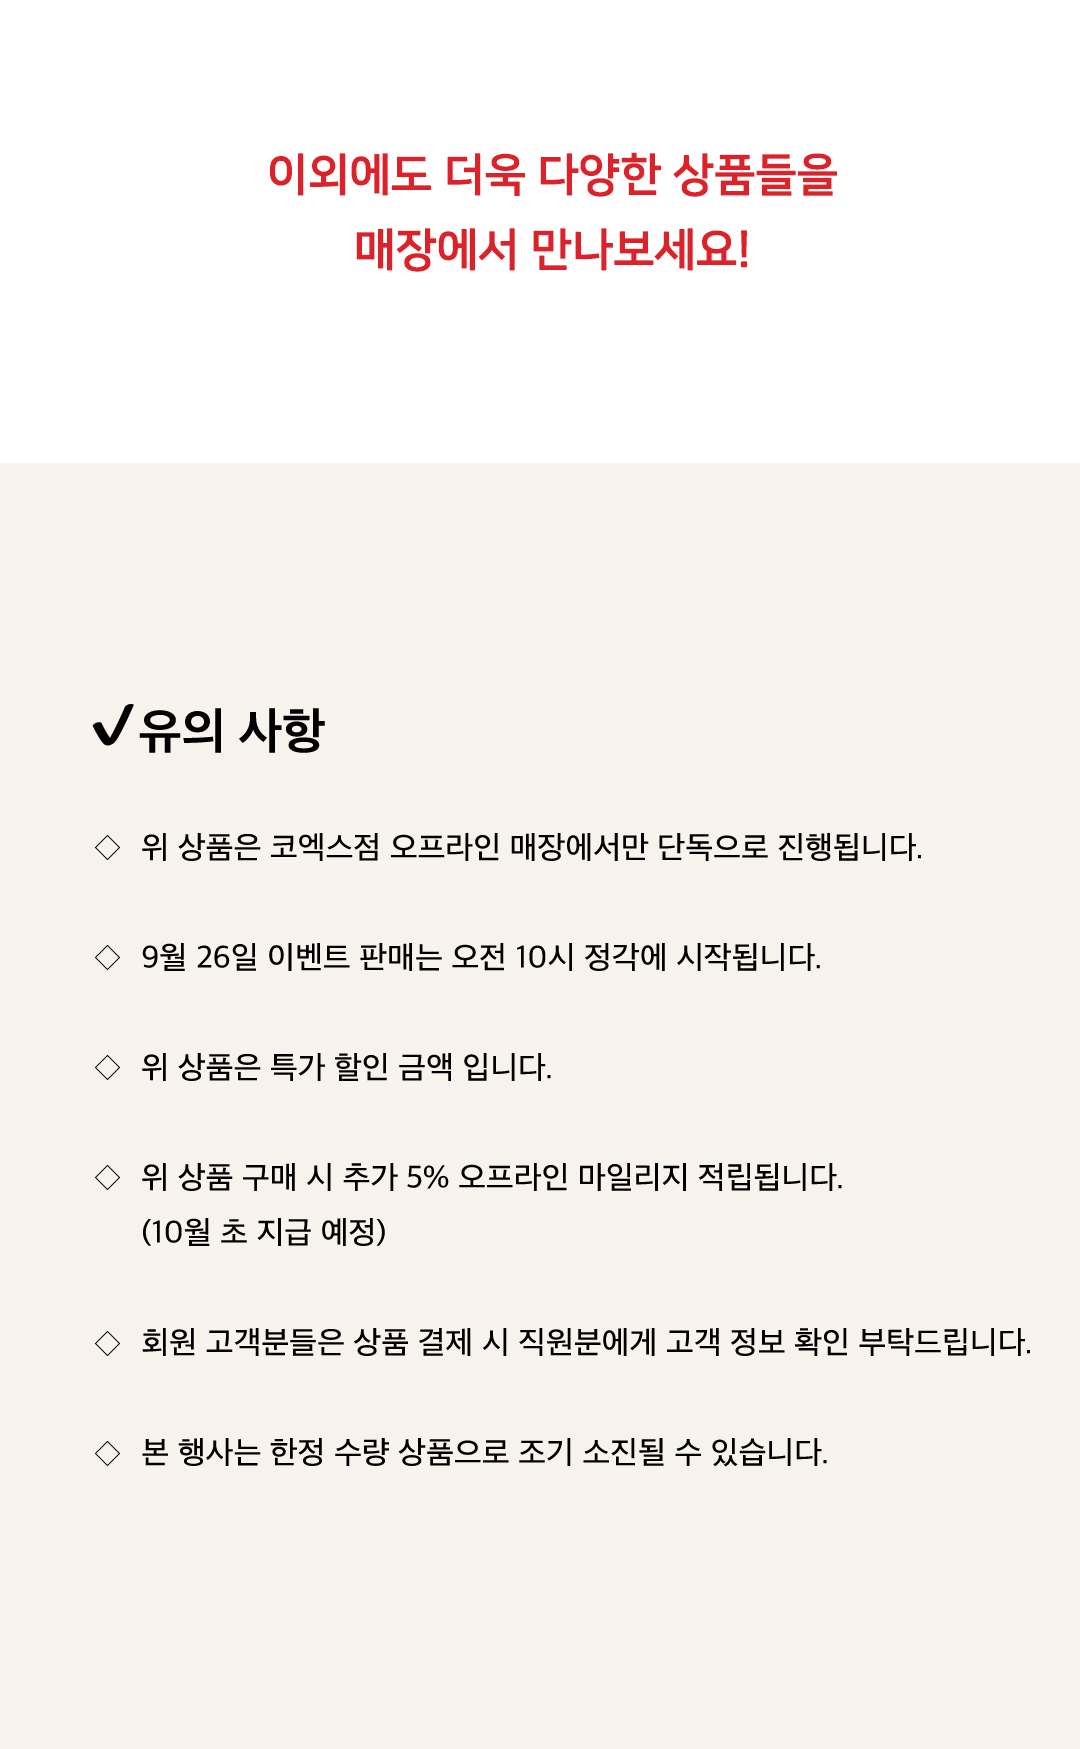 이외에도 더욱 다양한 상품들을
매장에서 만나보세요!
✔유의 사항
◇ 위 상품은 코엑스점 오프라인 매장에서만 단독으로 진행됩니다.
◇ 9월 26일 이벤트 판매는 오전 10시 정각에 시작됩니다.
◇ 위 상품은 특가 할인 금액 입니다.
◇ 위 상품 구매 시 추가 5% 오프라인 마일리지 적립됩니다.
(10월 초 지급 예정)
◇ 회원 고객분들은 상품 결제 시 직원분에게 고객 정보 확인 부탁드립니다.
◇ 본 행사는 한정 수량 상품으로 조기 소진될 수 있습니다.